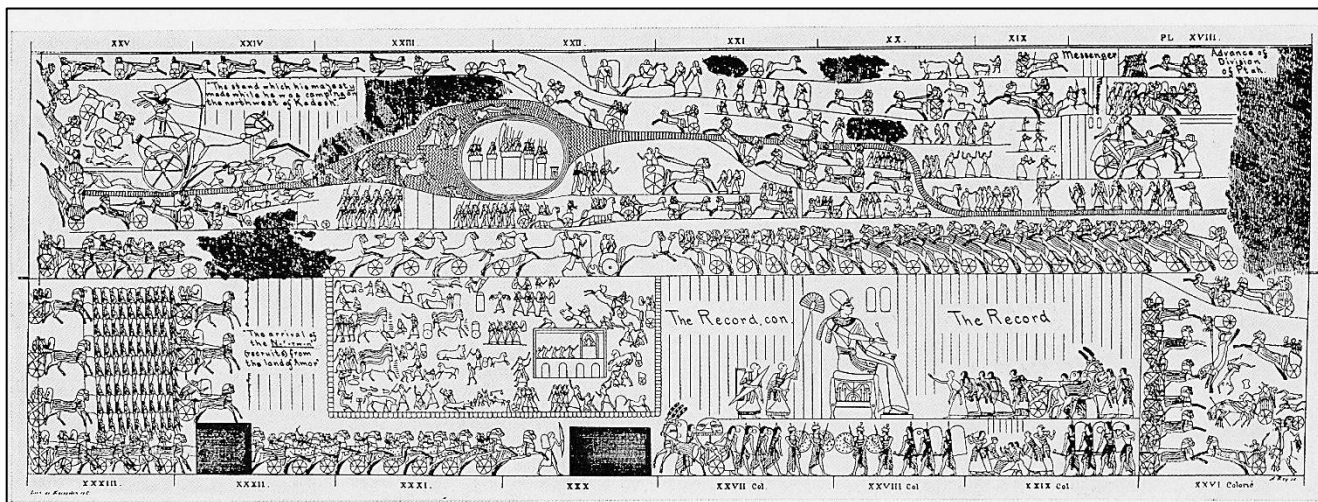 XXV XXIV XXIII. XXII. XXI XX. XIX PL XVIII.
"The stand which his majesty
made while he was camping in
the northwest of Kadesh."
Messenger
Advance of
Division
of Ptah
The arrival of
the
recruits from
the land of Amor
The Record, con.
The Record
XXXIII. XXXII. XXXI. XXX XXVII Col. XXVIII Col XXIX Col. XXVI Colonne